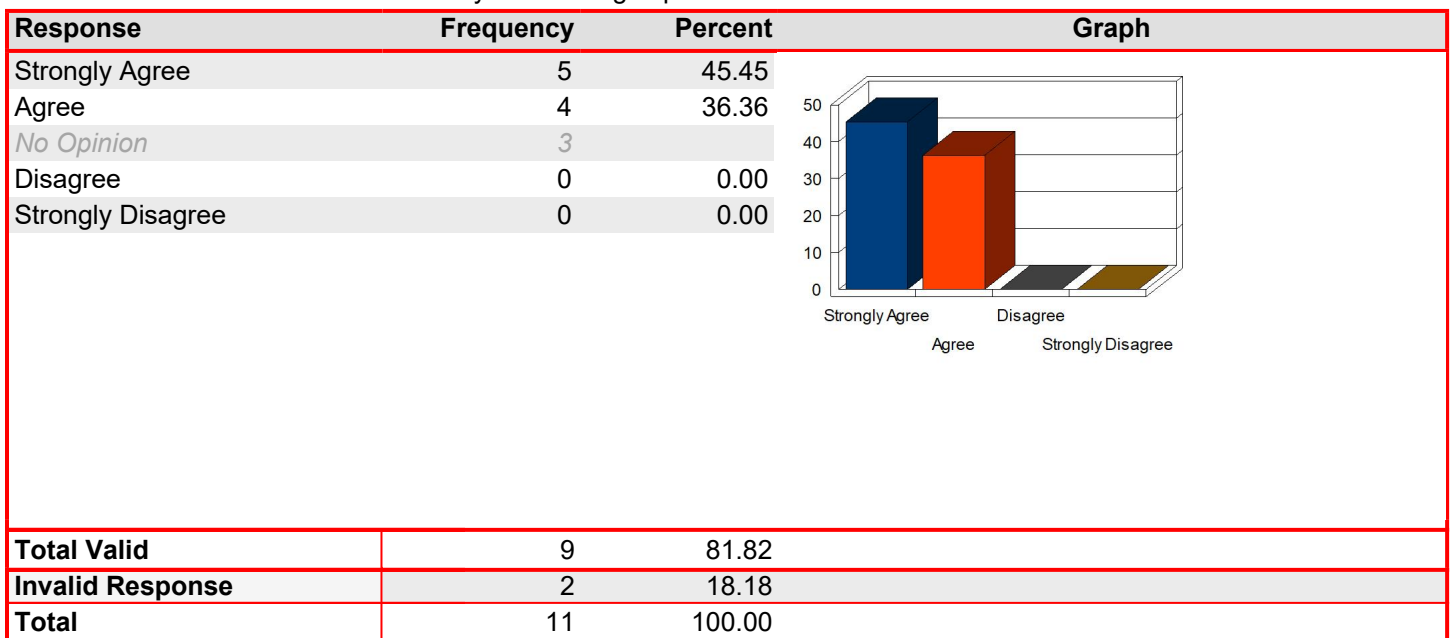 Response Frequency Percent Graph
Strongly Agree 5 45.45
Agree 4 36.36
No Opinion 3
Disagree 0 0.00
Strongly Disagree 0 0.00
50
40
30
20
10
0
Strongly Agree Disagree
Agree Strongly Disagree
Total Valid 9 81.82
Invalid Response 2 18.18
Total 11 100.00